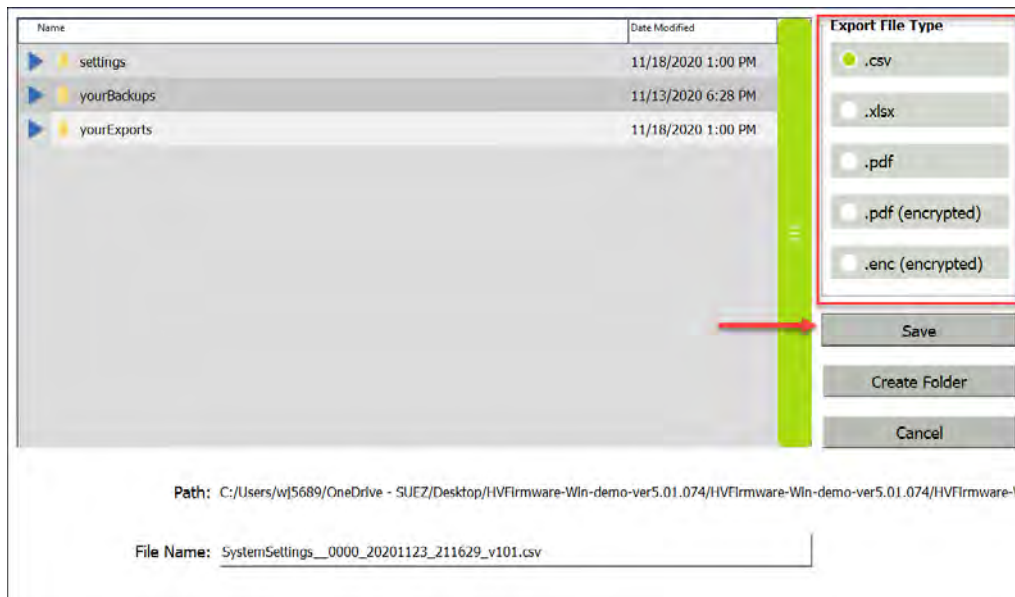 Name Date Modified Export File Type
settings 11/18/2020 1:00 PM .csv
yourBackups 11/13/2020 6:28 PM
yourExports 11/18/2020 1:00 PM .xlsx
.pdf
.pdf (encrypted)
.enc (encrypted)
Save
Create Folder
Cancel
Path: C:/Users/wj5689/OneDrive - SUEZ/Desktop/HVFirmware-Win-demo-ver5.01.074/HVFirmware-Win-demo-ver5.01.074/HVFirmware-
File Name: SystemSettings__0000_20201123_211629_v101.csv